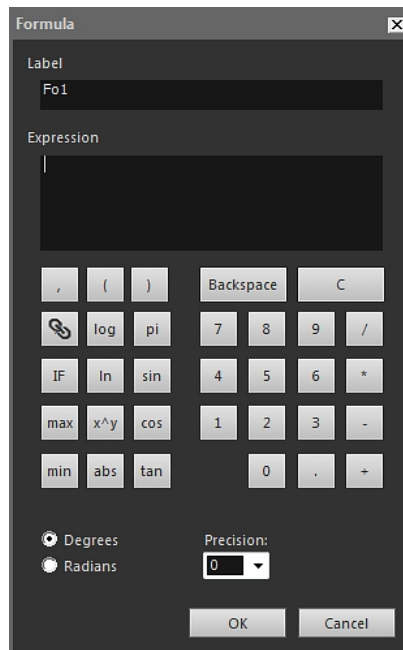 Formula
Label
Fo1
Expression
, ( ) Backspace C
log pi 7 8 9 /
IF ln sin 4 5 6 *
max x^y cos 1 2 3 -
min abs tan 0 . +
Degrees Precision:
Radians 0
OK Cancel